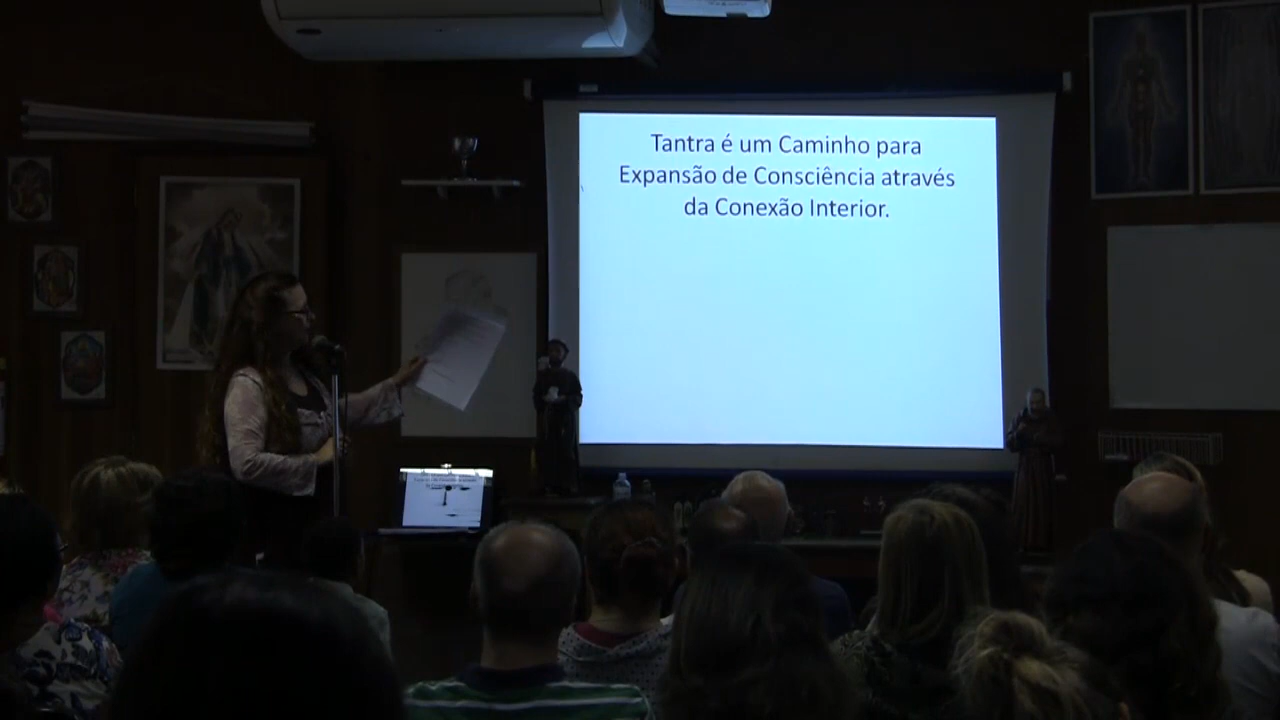 Tantra é um Caminho para
Expansão de Consciência através
da Conexão Interior.